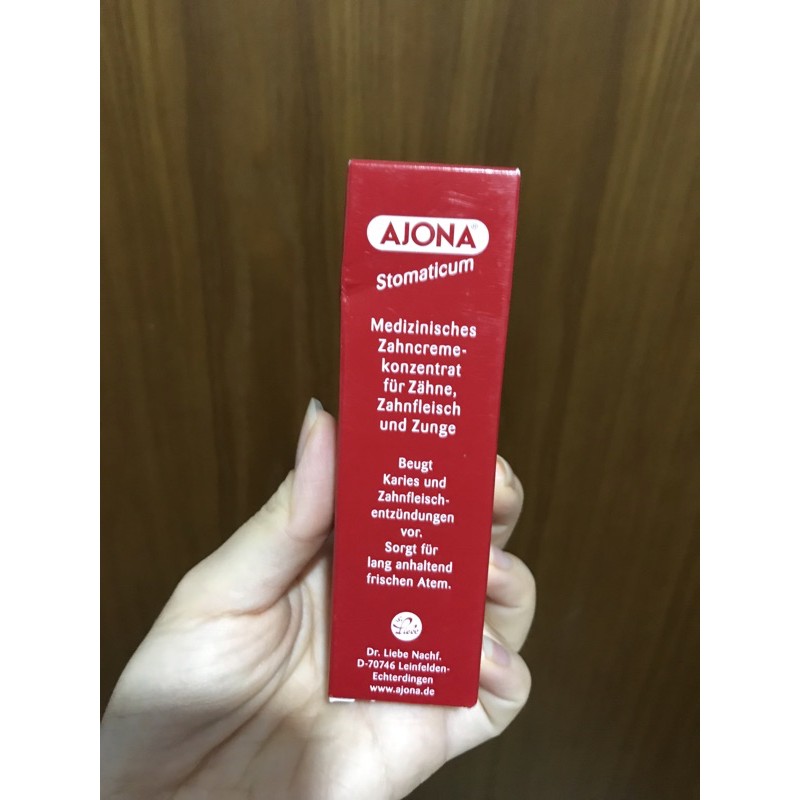 AJONA
Stomaticum
Medizinisches
Zahncreme-
konzentrat
für Zähne,
Zahnfleisch
und Zunge
Beugt
Karies und
Zahnfleisch-
entzündungen
vor.
Sorgt für
lang anhaltend
frischen Atem.
Dr. Liebe Nachf.
D-70746 Leinfelden-
Echterdingen
www.ajona.de